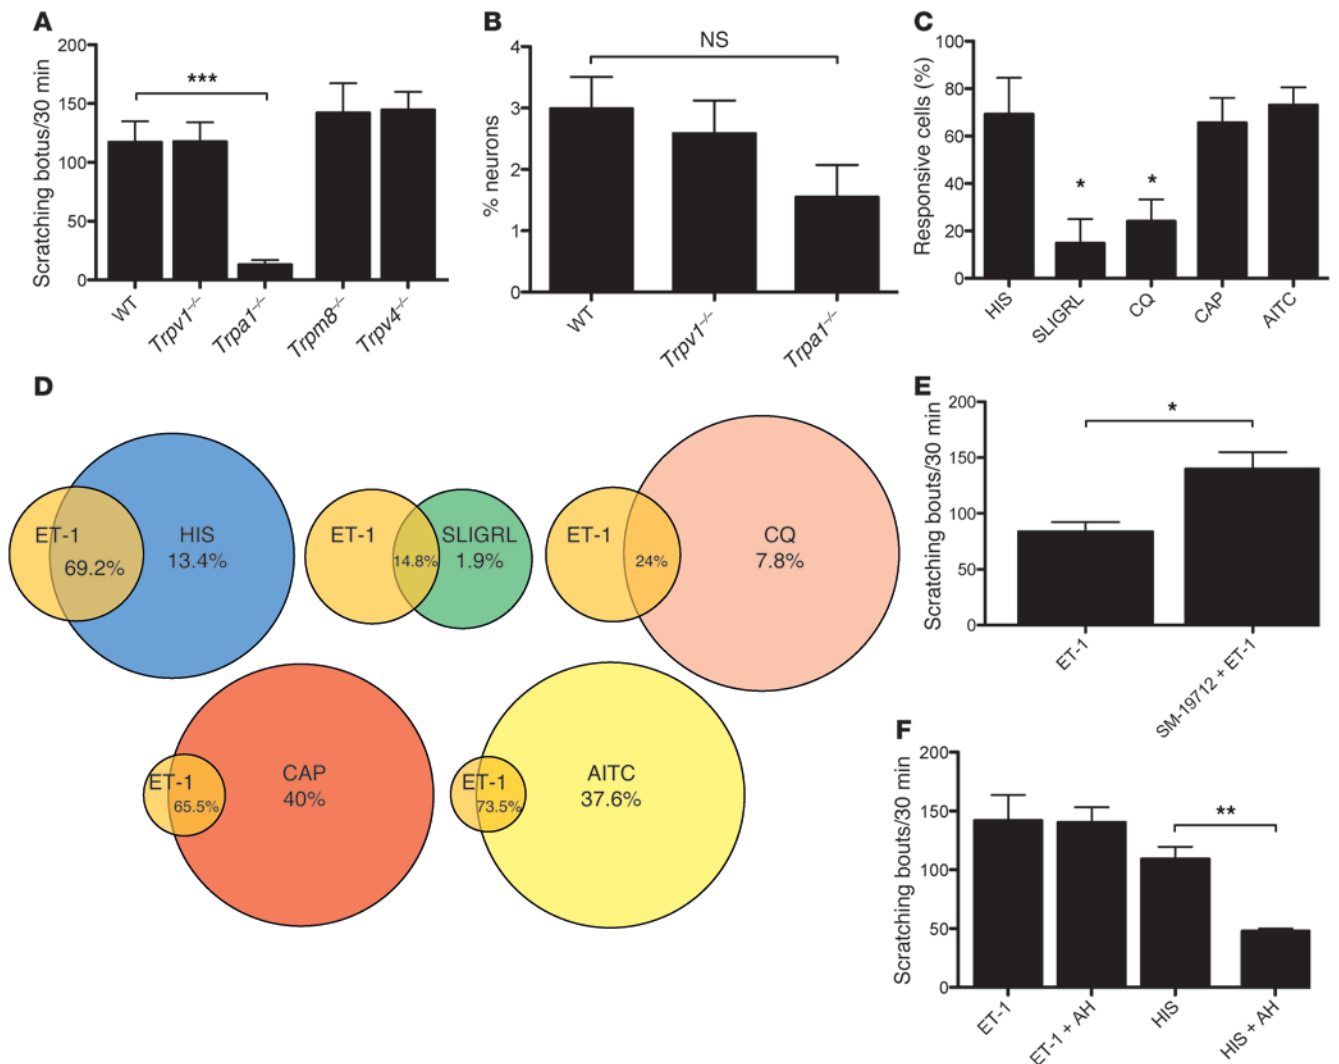 A
Scratching botus/30 min
200
150
100
50
0
***
WT
Trpv1⁻/⁻
Trpa1⁻/⁻
Trpm8⁻/⁻
Trpv4⁻/⁻
B
% neurons
4
3
2
1
0
NS
WT
Trpv1⁻/⁻
Trpa1⁻/⁻
C
Responsive cells (%)
100
80
60
40
20
0
*
*
HIS
SLIGRL
CQ
CAP
AITC
D
ET-1
69.2%
HIS
13.4%
ET-1
14.8%
SLIGRL
1.9%
ET-1
24%
CQ
7.8%
ET-1
65.5%
CAP
40%
ET-1
73.5%
AITC
37.6%
E
Scratching bouts/30 min
200
150
100
50
0
*
ET-1
SM-19712 + ET-1
F
Scratching bouts/30 min
200
150
100
50
0
**
ET-1
ET-1 + AH
HIS
HIS + AH